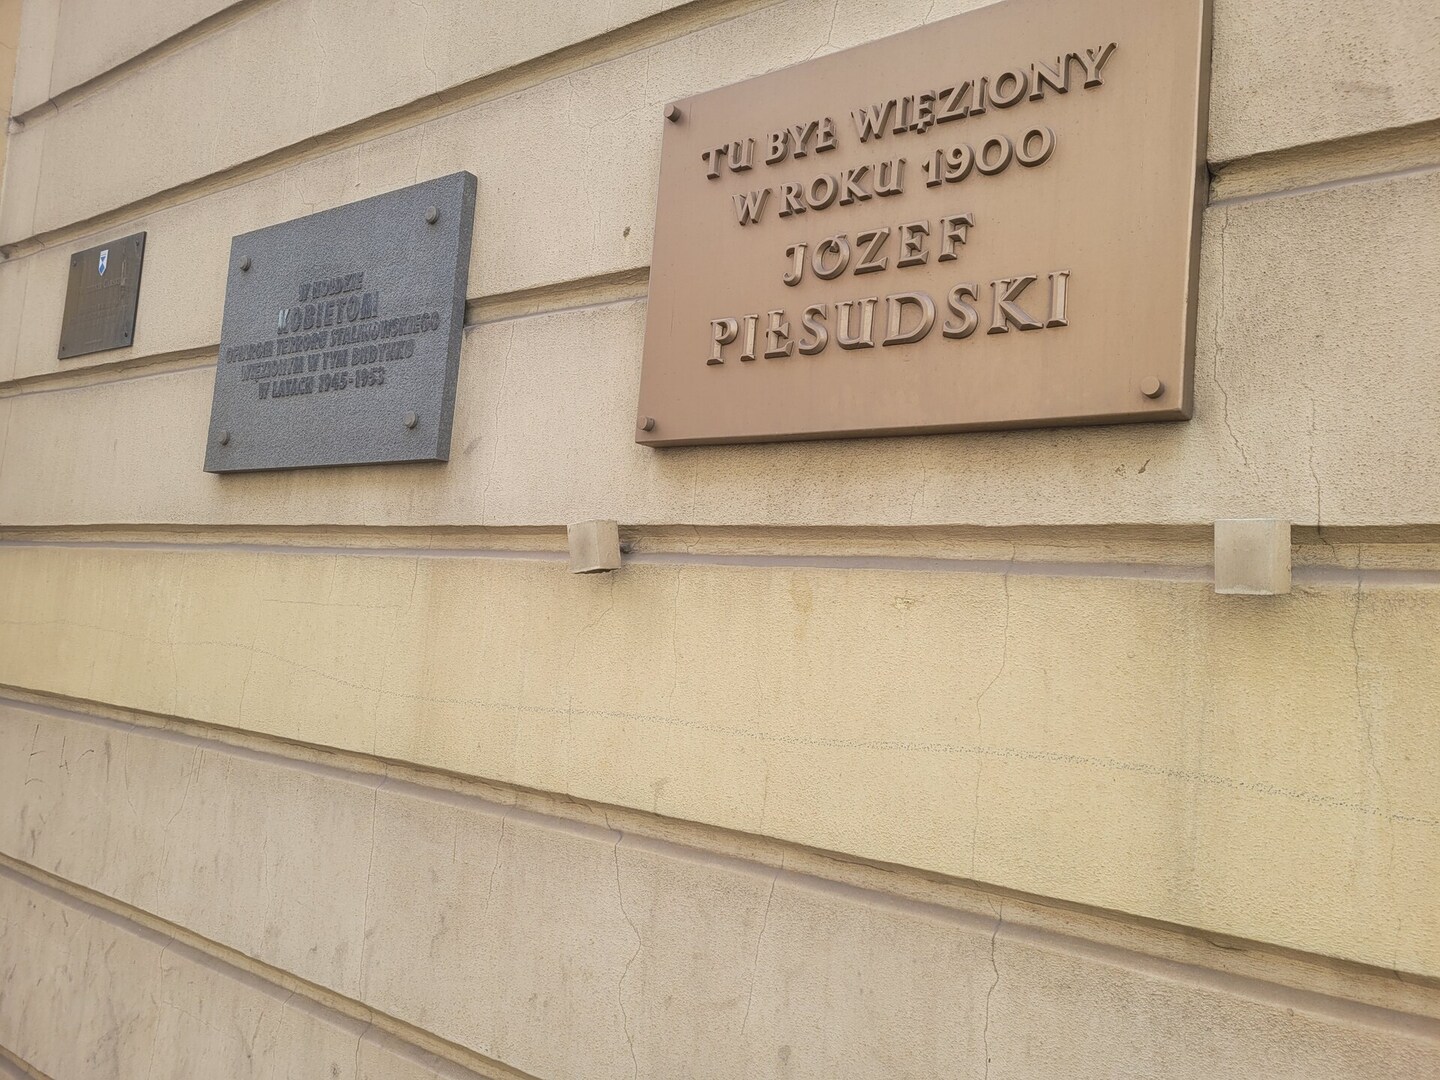 W HOŁDZIE
KOBIETOM
OFIAROM TERRORU STALINOWSKIEGO
WIĘZIONYM W TYM BUDYNKU
W LATACH 1945-1953
TU BYŁ WIĘZIONY
W ROKU 1900
JÓZEF
PIŁSUDSKI